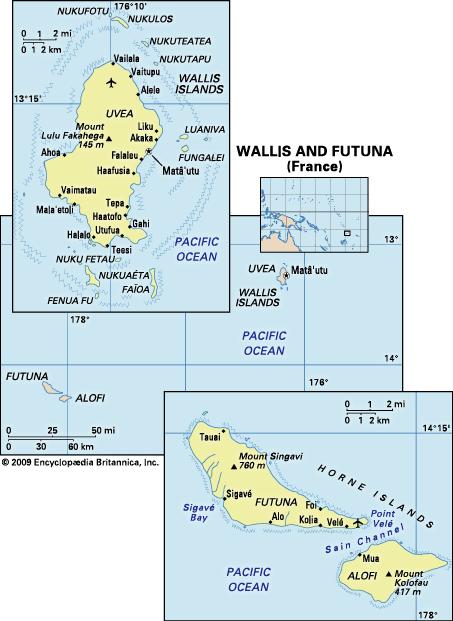 176°10'
NUKUFOTU
NUKULOS
0 1 2 mi
0 1 2 km
NUKUTEATEA
NUKUTAPU
Vailala
Vaitupu
WALLIS
ISLANDS
Alele
13°15'
UVEA
Mount
Lulu Fakahega
145 m
Liku
Akaka
LUANIVA
Ahoa
Falaleu
FUNGALEI
Haafusia
Matâ'utu
Vaimatau
Mala'etoli
Tepa
Haatofo
Gahi
Utufua
Halalo
Teesi
PACIFIC
OCEAN
NUKU FETAU
NUKUAÉTA
FAÏOA
FENUA FU
WALLIS AND FUTUNA
(France)
13°
UVEA
Matâ'utu
WALLIS
ISLANDS
178°
PACIFIC
OCEAN
14°
176°
FUTUNA
ALOFI
0 25 50 mi
0 30 60 km
© 2009 Encyclopædia Britannica, Inc.
0 1 2 mi
0 1 2 km
14°15'
Tauai
Mount Singavi
760 m
HORNE ISLANDS
Sigavé
Sigavé
Bay
FUTUNA
Foi
Alo
Kolia
Velé
Point
Velé
Sain Channel
Mua
ALOFI
Mount
Kolofau
417 m
PACIFIC
OCEAN
178°